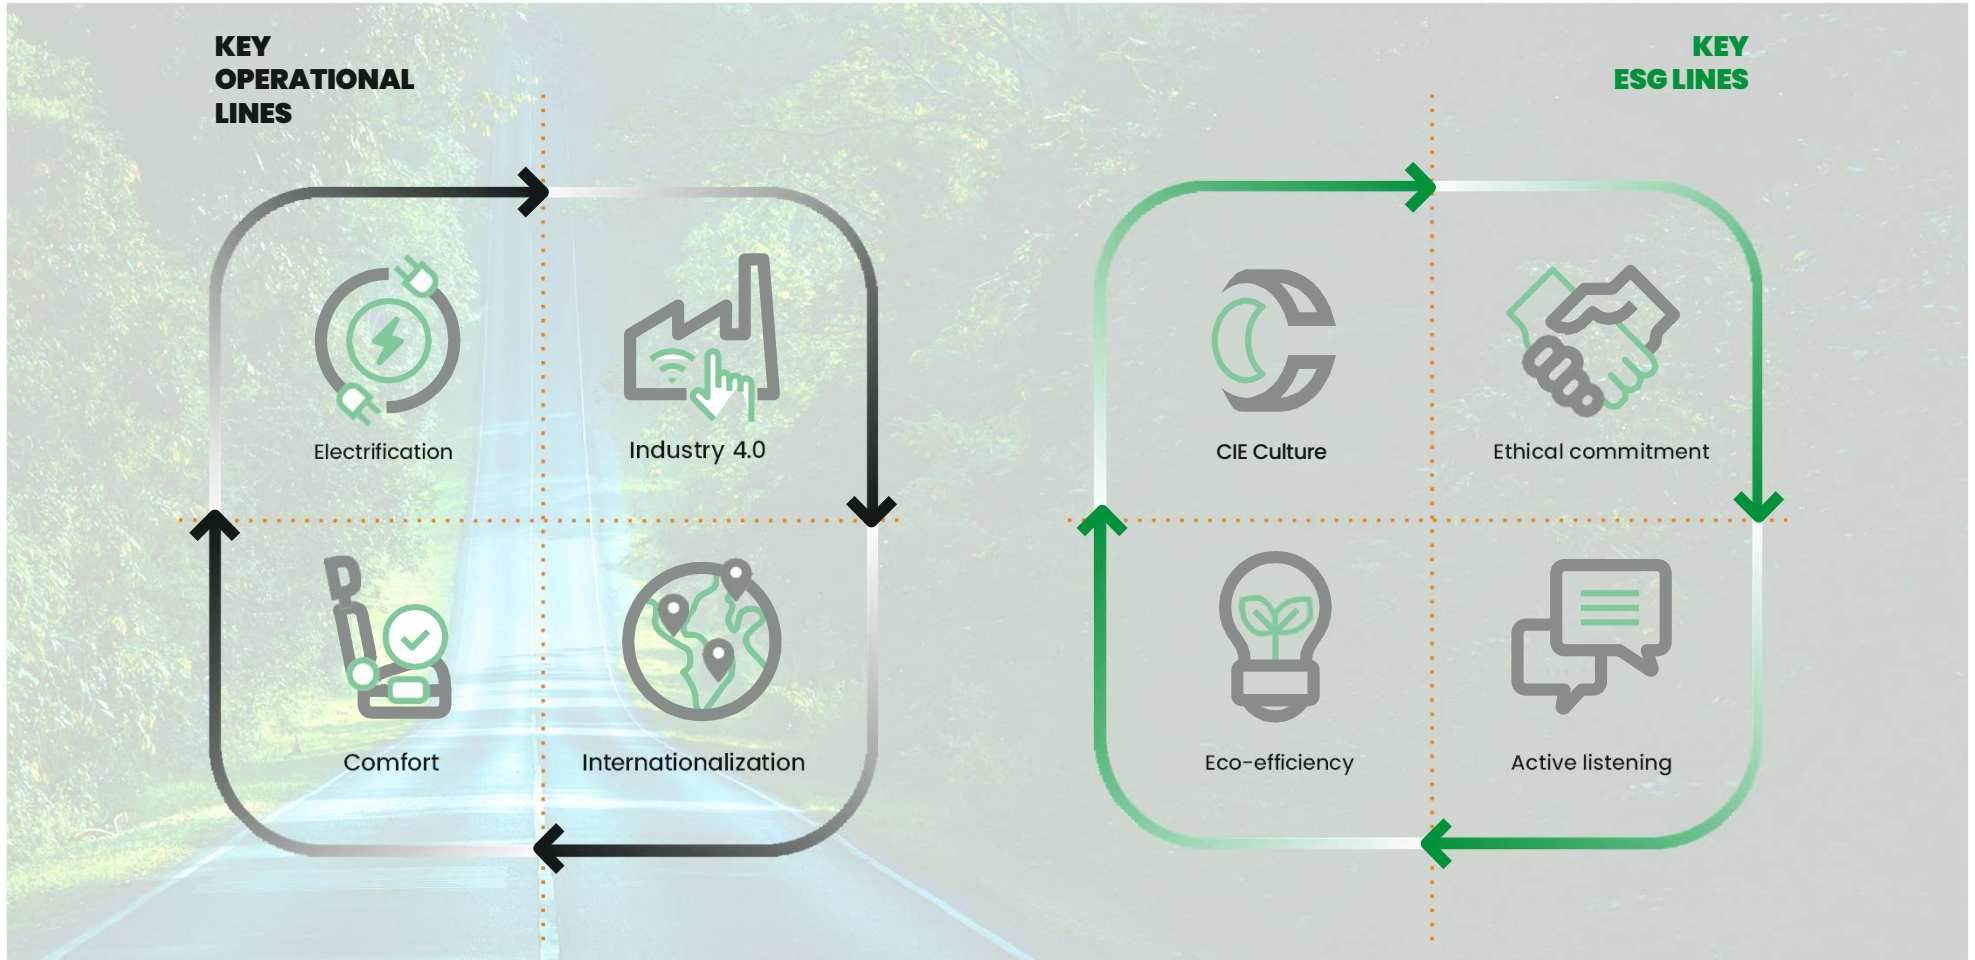 KEY
OPERATIONAL
LINES
Electrification
Industry 4.0
Comfort
Internationalization
KEY
ESG LINES
CIE Culture
Ethical commitment
Eco-efficiency
Active listening